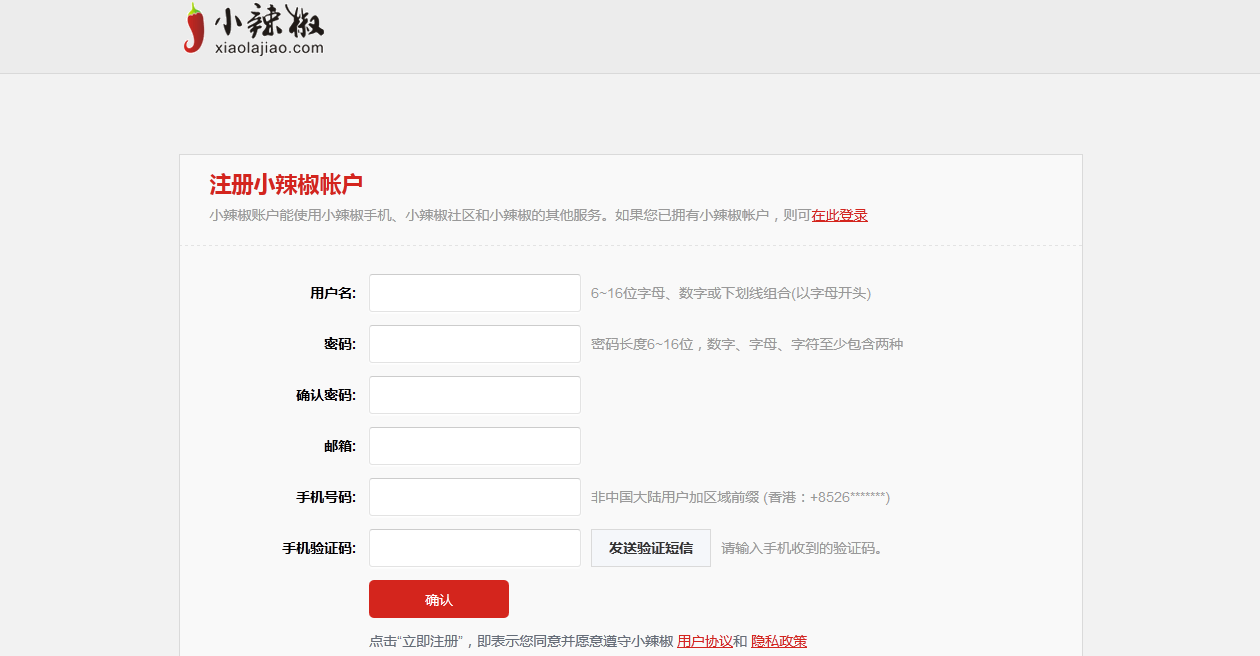 小辣椒
xiaolajiao.com
注册小辣椒帐户
小辣椒账户能使用小辣椒手机、小辣椒社区和小辣椒的其他服务。如果您已拥有小辣椒帐户，则可在此登录
用户名: 6~16位字母、数字或下划线组合(以字母开头)
密码: 密码长度6~16位，数字、字母、字符至少包含两种
确认密码:
邮箱:
手机号码: 非中国大陆用户加区域前缀 (香港：+8526*******)
手机验证码: 发送验证短信 请输入手机收到的验证码。
确认
点击“立即注册”，即表示您同意并愿意遵守小辣椒 用户协议和 隐私政策